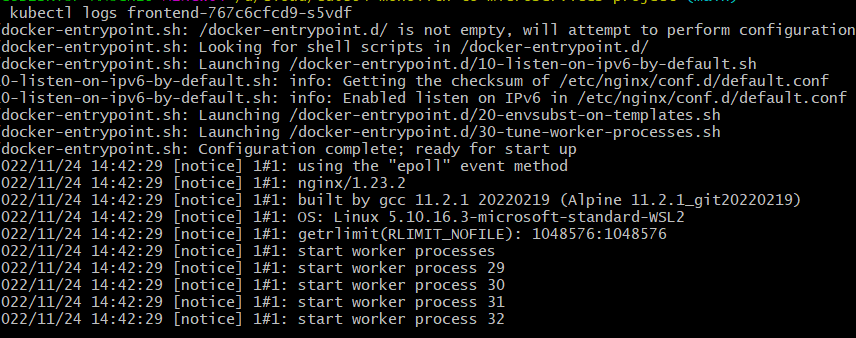 kubectl logs frontend-767c6cfcd9-s5vdf
/docker-entrypoint.sh: /docker-entrypoint.d/ is not empty, will attempt to perform configuration
/docker-entrypoint.sh: Looking for shell scripts in /docker-entrypoint.d/
/docker-entrypoint.sh: Launching /docker-entrypoint.d/10-listen-on-ipv6-by-default.sh
0-listen-on-ipv6-by-default.sh: info: Getting the checksum of /etc/nginx/conf.d/default.conf
0-listen-on-ipv6-by-default.sh: info: Enabled listen on IPv6 in /etc/nginx/conf.d/default.conf
/docker-entrypoint.sh: Launching /docker-entrypoint.d/20-envsubst-on-templates.sh
/docker-entrypoint.sh: Launching /docker-entrypoint.d/30-tune-worker-processes.sh
/docker-entrypoint.sh: Configuration complete; ready for start up
022/11/24 14:42:29 [notice] 1#1: using the "epoll" event method
022/11/24 14:42:29 [notice] 1#1: nginx/1.23.2
022/11/24 14:42:29 [notice] 1#1: built by gcc 11.2.1 20220219 (Alpine 11.2.1_git20220219)
022/11/24 14:42:29 [notice] 1#1: OS: Linux 5.10.16.3-microsoft-standard-WSL2
022/11/24 14:42:29 [notice] 1#1: getrlimit(RLIMIT_NOFILE): 1048576:1048576
022/11/24 14:42:29 [notice] 1#1: start worker processes
022/11/24 14:42:29 [notice] 1#1: start worker process 29
022/11/24 14:42:29 [notice] 1#1: start worker process 30
022/11/24 14:42:29 [notice] 1#1: start worker process 31
022/11/24 14:42:29 [notice] 1#1: start worker process 32